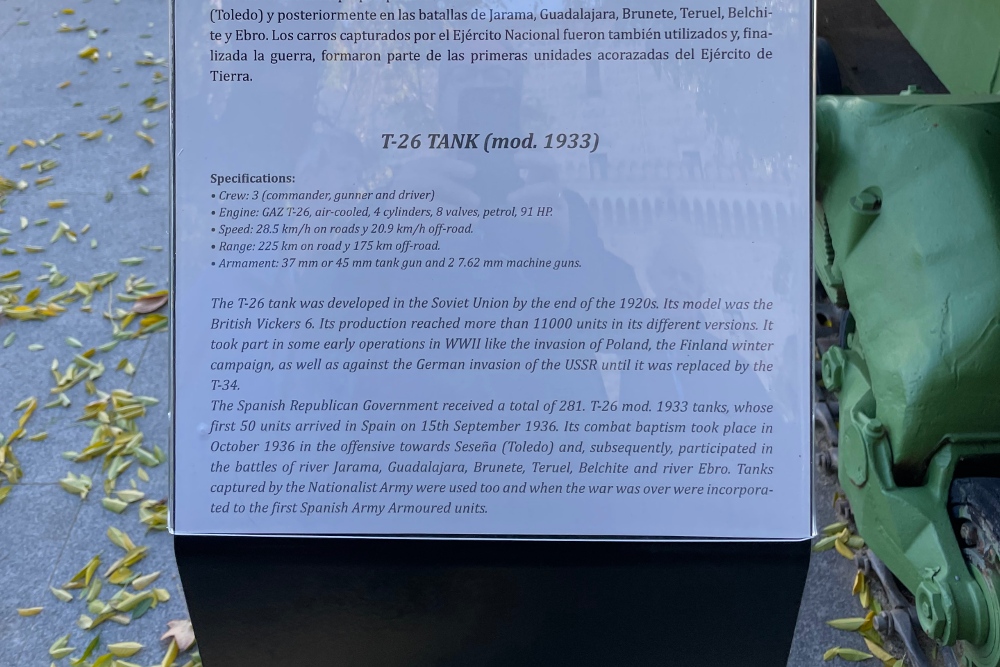 (Toledo) y posteriormente en las batallas de Jarama, Guadalajara, Brunete, Teruel, Belchi-
te y Ebro. Los carros capturados por el Ejército Nacional fueron también utilizados y, fina-
lizada la guerra, formaron parte de las primeras unidades acorazadas del Ejército de
Tierra.
T-26 TANK (mod. 1933)
Specifications:
• Crew: 3 (commander, gunner and driver)
• Engine: GAZ T-26, air-cooled, 4 cylinders, 8 valves, petrol, 91 HP.
• Speed: 28.5 km/h on roads y 20.9 km/h off-road.
• Range: 225 km on road y 175 km off-road.
• Armament: 37 mm or 45 mm tank gun and 2 7.62 mm machine guns.
The T-26 tank was developed in the Soviet Union by the end of the 1920s. Its model was the
British Vickers 6. Its production reached more than 11000 units in its different versions. It
took part in some early operations in WWII like the invasion of Poland, the Finland winter
campaign, as well as against the German invasion of the USSR until it was replaced by the
T-34.
The Spanish Republican Government received a total of 281. T-26 mod. 1933 tanks, whose
first 50 units arrived in Spain on 15th September 1936. Its combat baptism took place in
October 1936 in the offensive towards Seseña (Toledo) and, subsequently, participated in
the battles of river Jarama, Guadalajara, Brunete, Teruel, Belchite and river Ebro. Tanks
captured by the Nationalist Army were used too and when the war was over were incorpora-
ted to the first Spanish Army Armoured units.